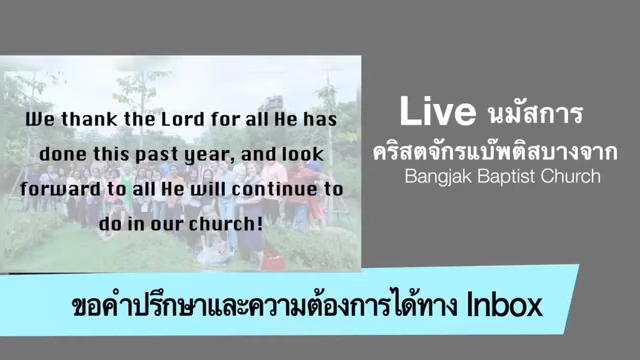 We thank the Lord for all He has
done this past year, and look
forward to all He will continue to
do in our church!
Live นมัสการ
คริสตจักรแบ๊พติสบางจาก
Bangjak Baptist Church
ขอคำปรึกษาและความต้องการได้ทาง Inbox